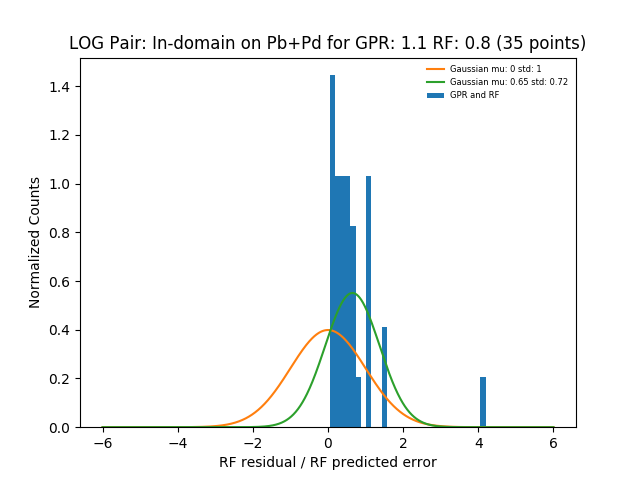 LOG Pair: In-domain on Pb+Pd for GPR: 1.1 RF: 0.8 (35 points)
Gaussian mu: 0 std: 1
Gaussian mu: 0.65 std: 0.72
GPR and RF
Normalized Counts
1.4
1.2
1.0
0.8
0.6
0.4
0.2
0.0
−6 −4 −2 0 2 4 6
RF residual / RF predicted error